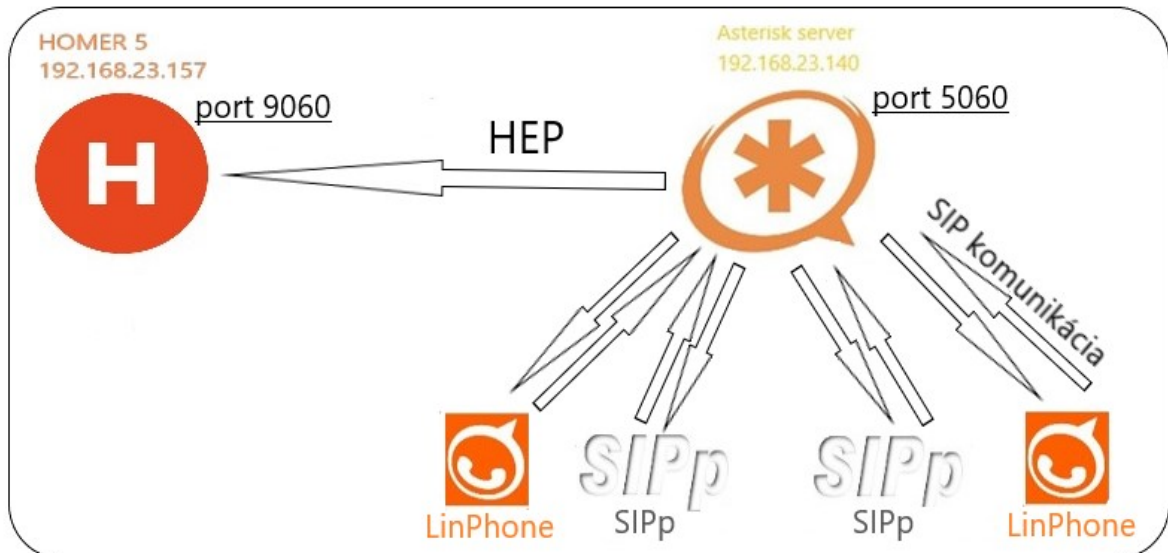 HOMER 5
192.168.23.157
port 9060
H
HEP
Asterisk server
192.168.23.140
port 5060
SIP komunikácia
LinPhone
SIPp
SIPp
SIPp
SIPp
LinPhone